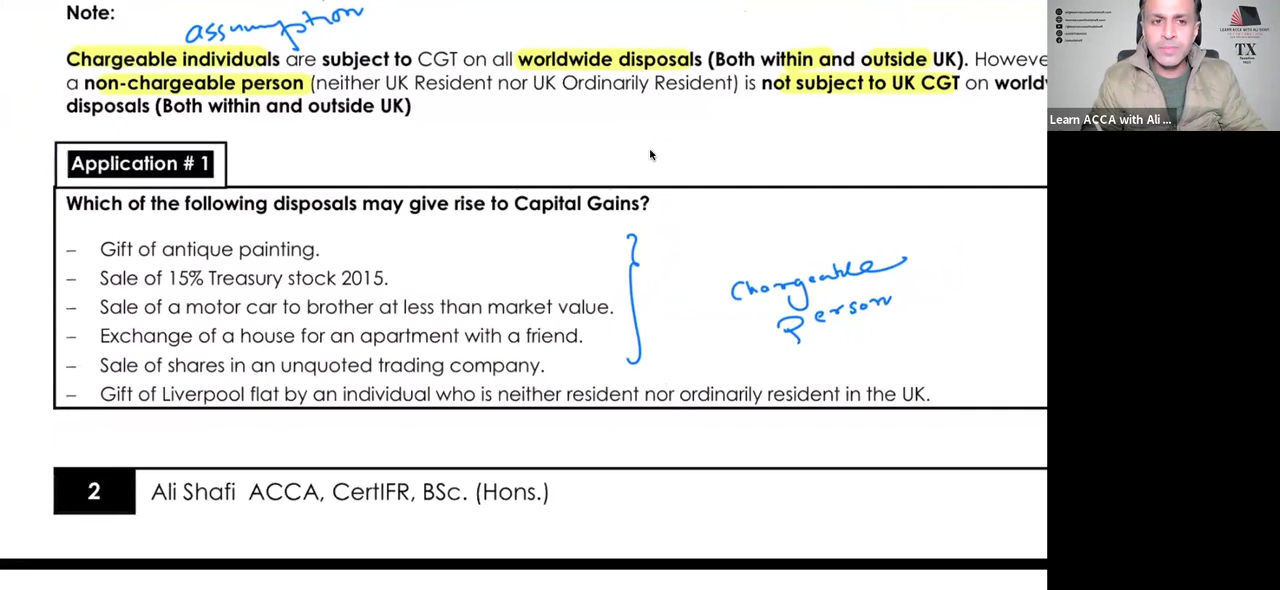 Note:
assumption
Chargeable individuals are subject to CGT on all worldwide disposals (Both within and outside UK). Howeve
a non-chargeable person (neither UK Resident nor UK Ordinarily Resident) is not subject to UK CGT on world
disposals (Both within and outside UK)
Application # 1
Which of the following disposals may give rise to Capital Gains?
– Gift of antique painting.
– Sale of 15% Treasury stock 2015.
– Sale of a motor car to brother at less than market value.
– Exchange of a house for an apartment with a friend.
– Sale of shares in an unquoted trading company.
– Gift of Liverpool flat by an individual who is neither resident nor ordinarily resident in the UK.
Chargeable
Person
2 Ali Shafi ACCA, CertIFR, BSc. (Hons.)
LEARN ACCA WITH ALI SHAFI
TX
Learn ACCA with Ali ...